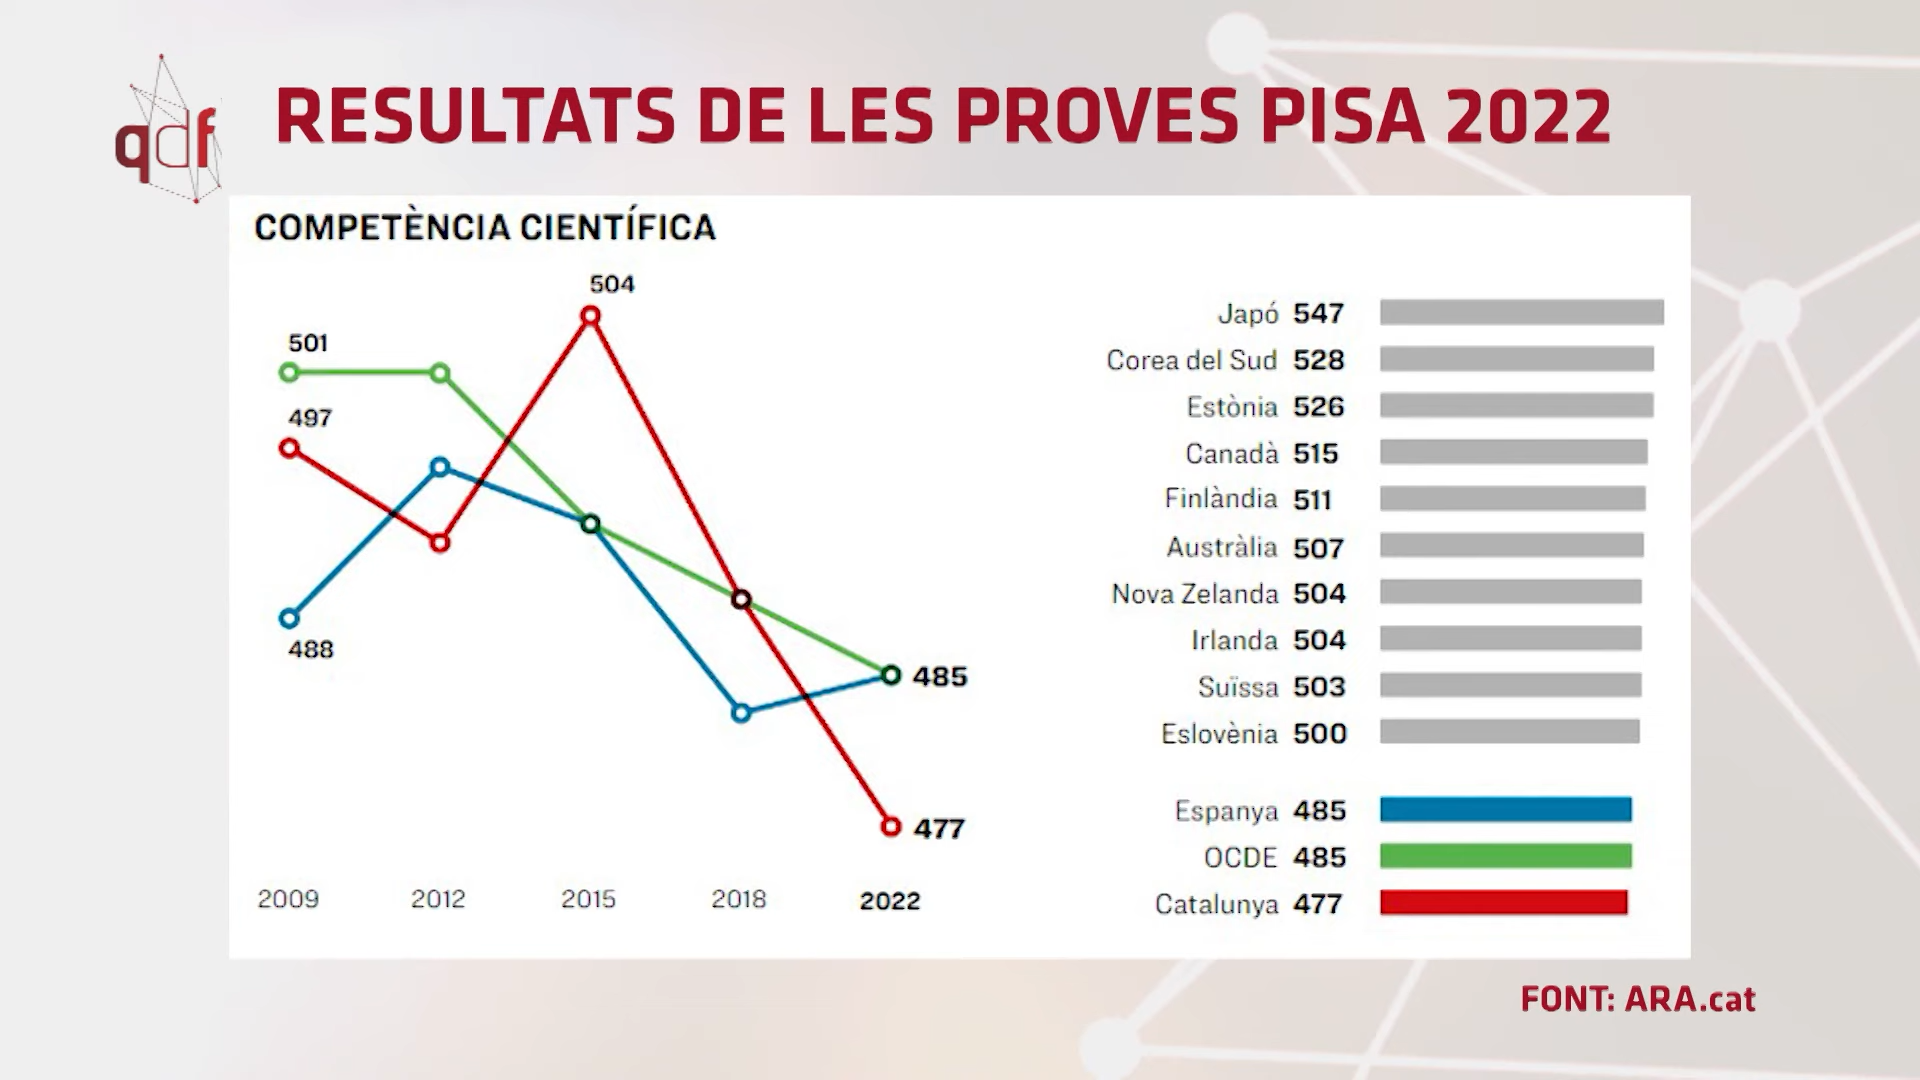 qdf
RESULTATS DE LES PROVES PISA 2022
COMPETÈNCIA CIENTÍFICA
504
501
497
488
485
477
2009 2012 2015 2018 2022
Japó 547
Corea del Sud 528
Estònia 526
Canadà 515
Finlàndia 511
Austràlia 507
Nova Zelanda 504
Irlanda 504
Suïssa 503
Eslovènia 500
Espanya 485
OCDE 485
Catalunya 477
FONT: ARA.cat